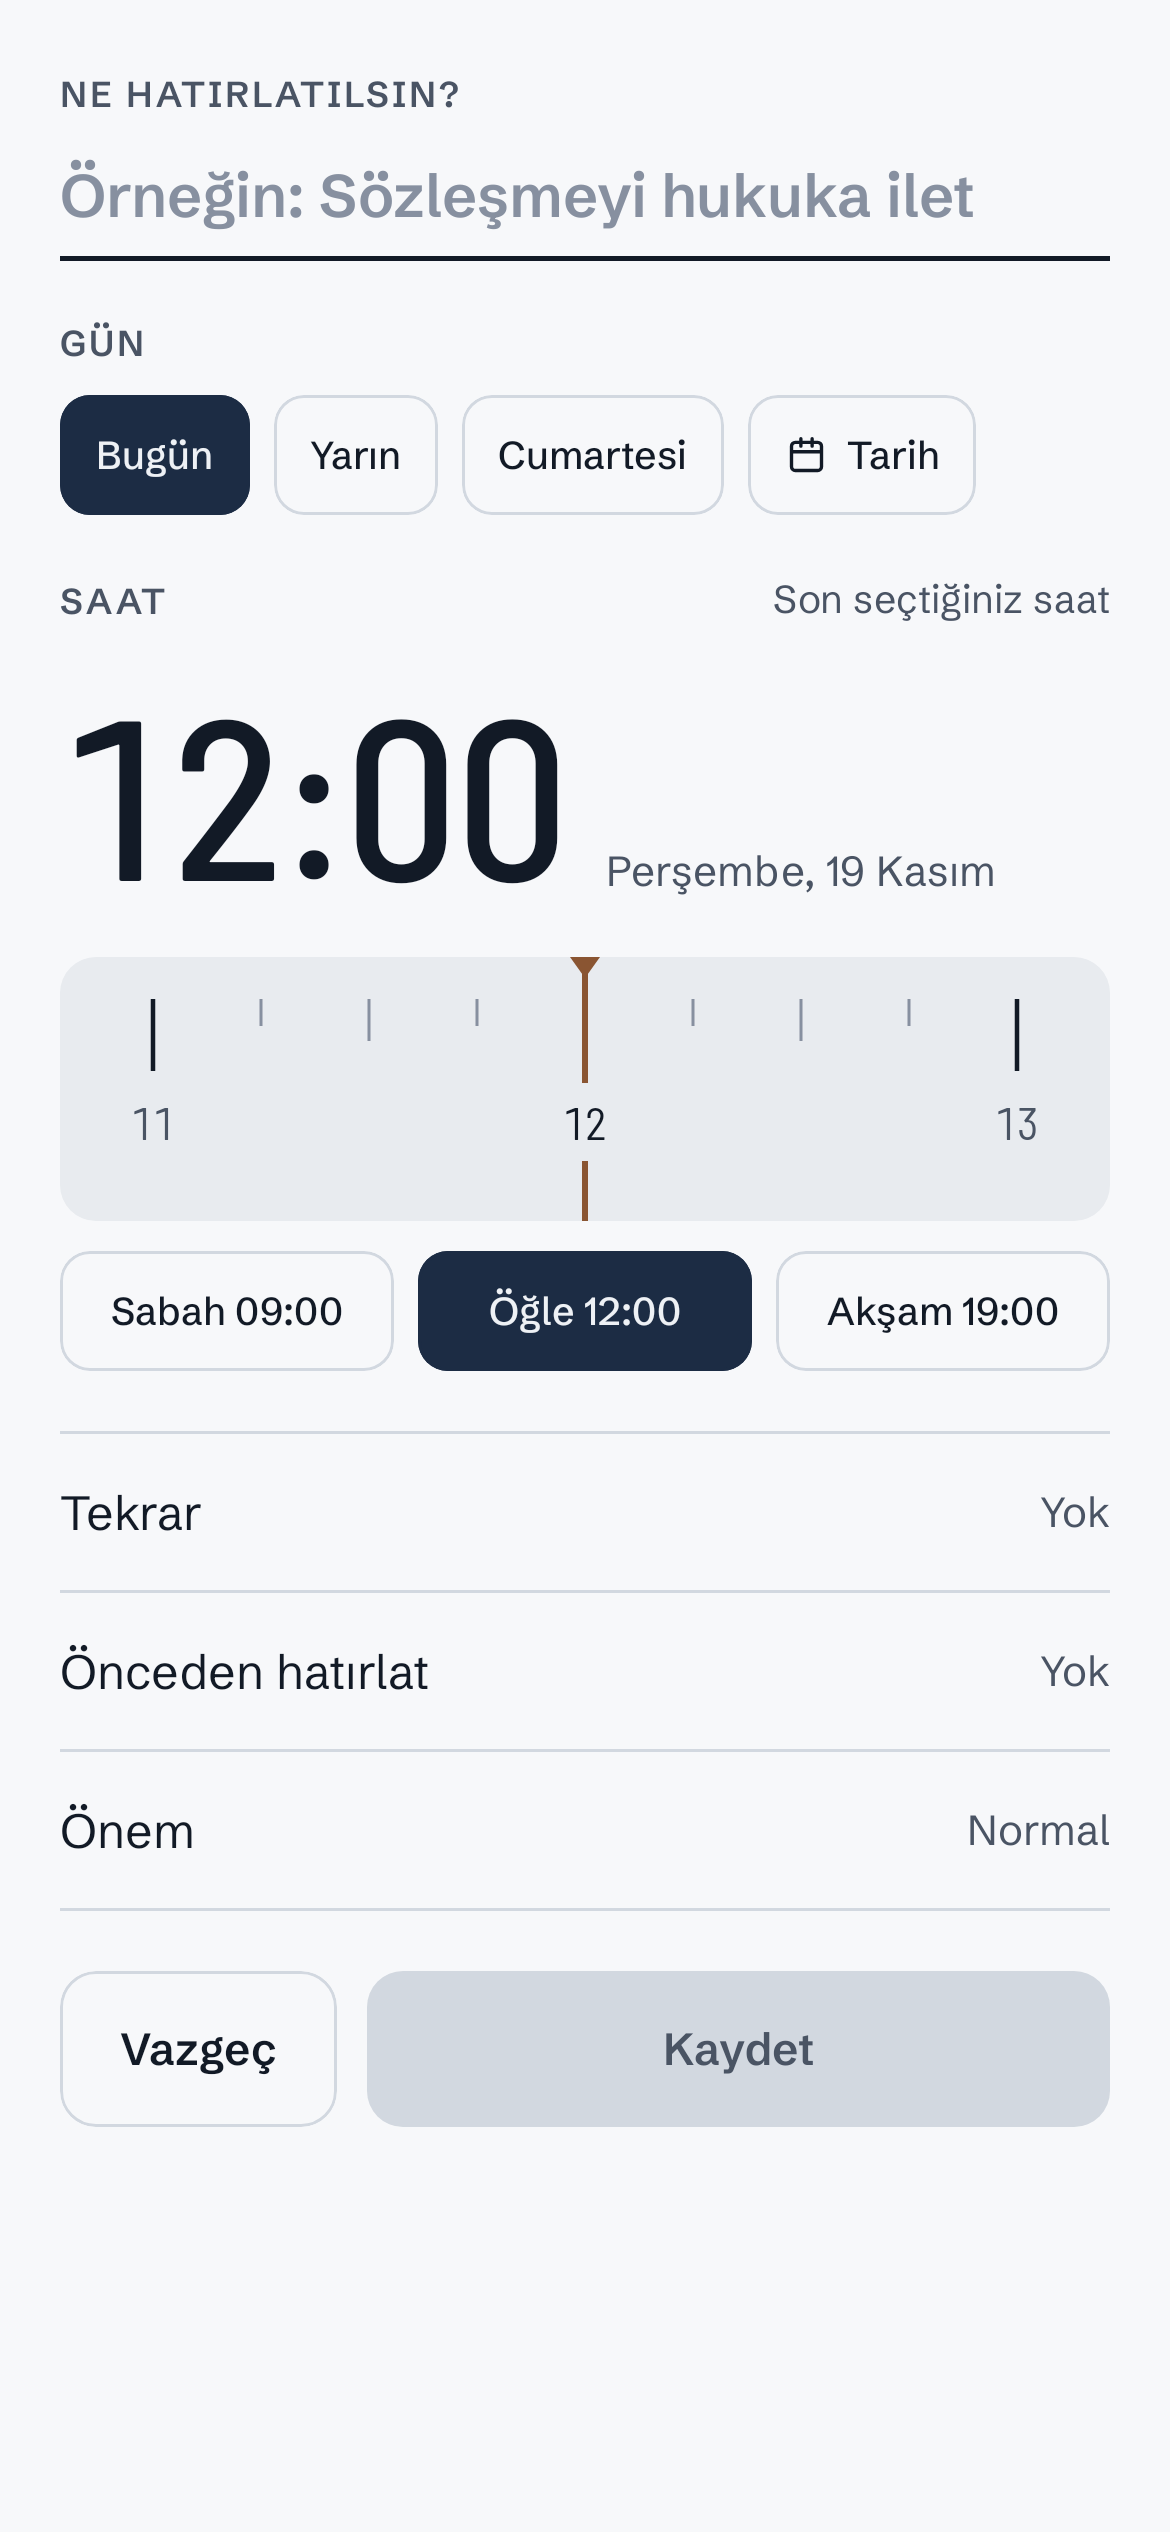 NE HATIRLATILSIN?
Örneğin: Sözleşmeyi hukuka ilet
GÜN
Bugün Yarın Cumartesi Tarih
SAAT Son seçtiğiniz saat
12:00 Perşembe, 19 Kasım
11 12 13
Sabah 09:00 Öğle 12:00 Akşam 19:00
Tekrar Yok
Önceden hatırlat Yok
Önem Normal
Vazgeç Kaydet